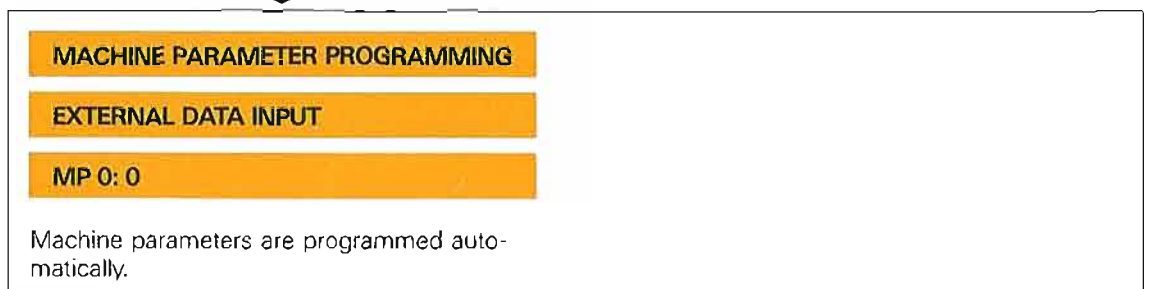 MACHINE PARAMETER PROGRAMMING
EXTERNAL DATA INPUT
MP 0: 0
Machine parameters are programmed auto-
matically.